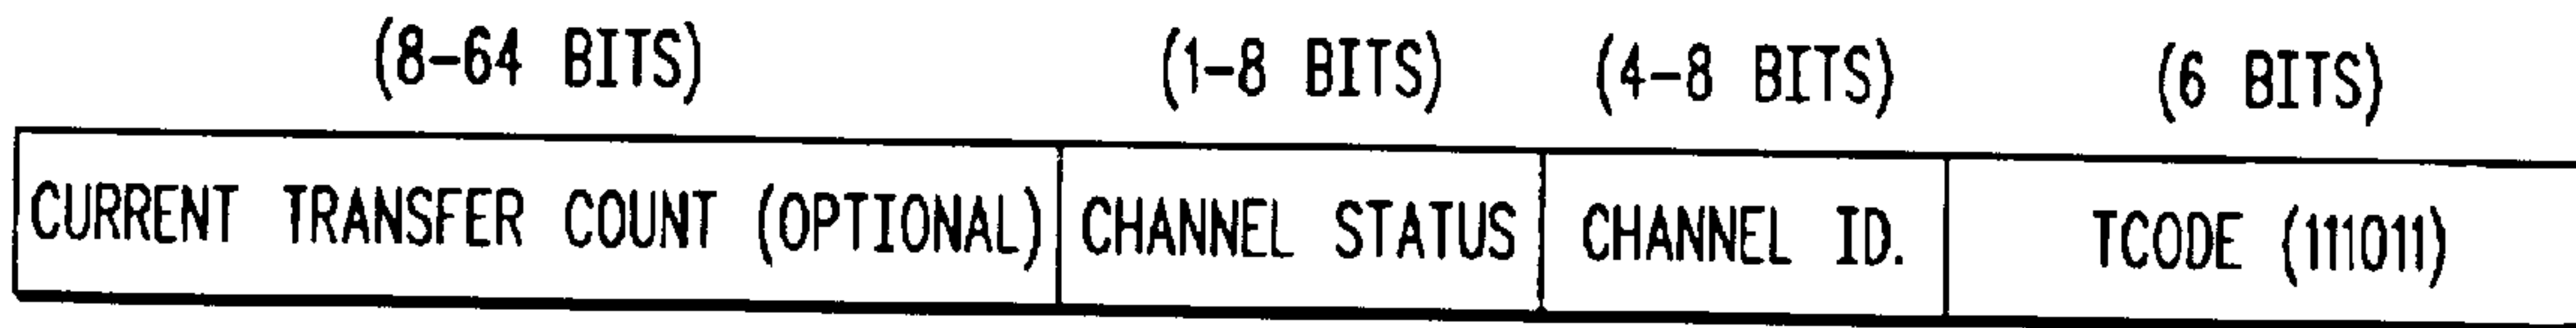 (8-64 BITS) (1-8 BITS) (4-8 BITS) (6 BITS)
CURRENT TRANSFER COUNT (OPTIONAL) CHANNEL STATUS CHANNEL ID. TCODE (111011)